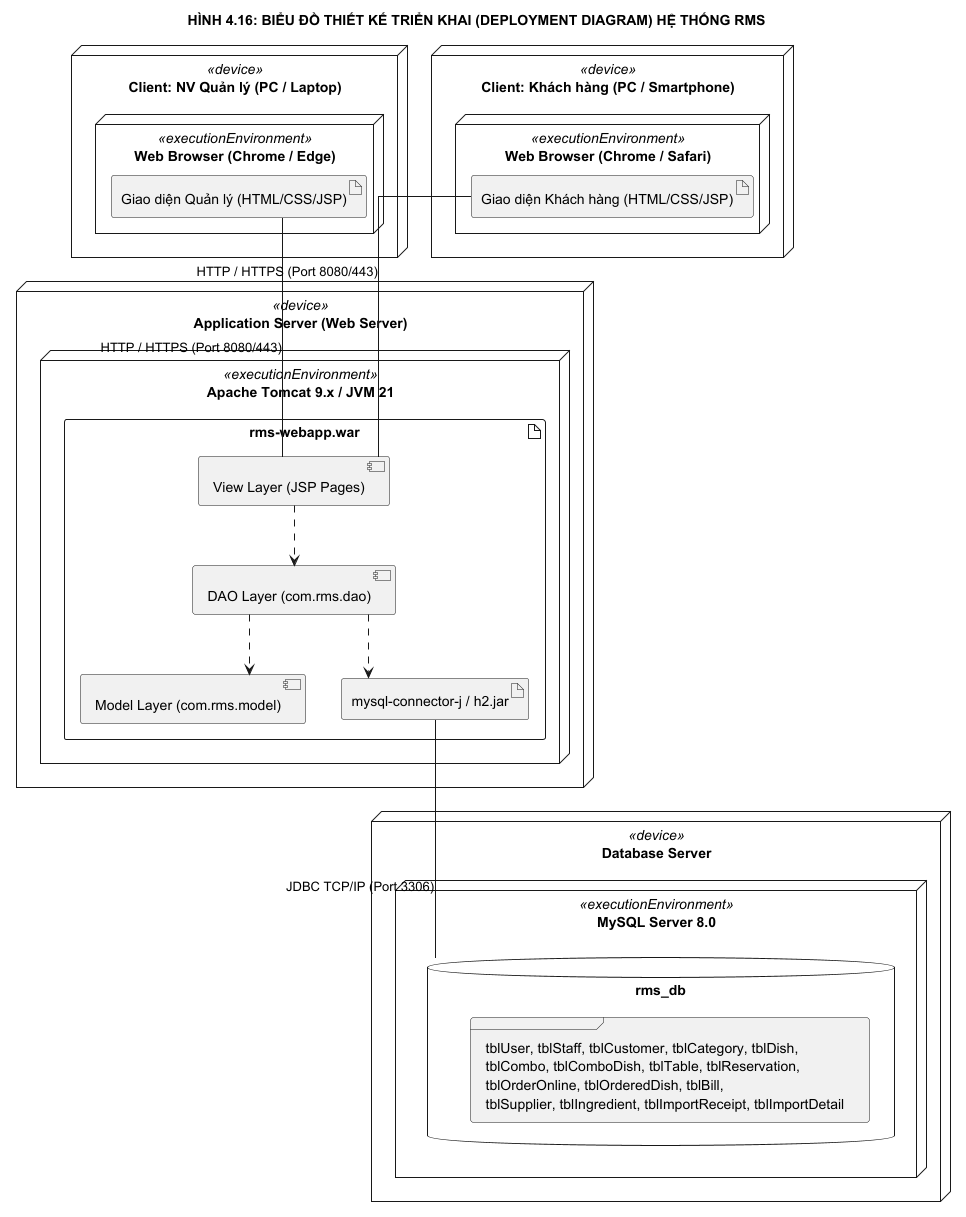 HÌNH 4.16: BIỂU ĐỒ THIẾT KẾ TRIỂN KHAI (DEPLOYMENT DIAGRAM) HỆ THỐNG RMS
«device»
Client: NV Quản lý (PC / Laptop)
«executionEnvironment»
Web Browser (Chrome / Edge)
Giao diện Quản lý (HTML/CSS/JSP)
«device»
Client: Khách hàng (PC / Smartphone)
«executionEnvironment»
Web Browser (Chrome / Safari)
Giao diện Khách hàng (HTML/CSS/JSP)
HTTP / HTTPS (Port 8080/443)
«device»
Application Server (Web Server)
HTTP / HTTPS (Port 8080/443)
«executionEnvironment»
Apache Tomcat 9.x / JVM 21
rms-webapp.war
View Layer (JSP Pages)
DAO Layer (com.rms.dao)
Model Layer (com.rms.model)
mysql-connector-j / h2.jar
«device»
Database Server
JDBC TCP/IP (Port 3306)
«executionEnvironment»
MySQL Server 8.0
rms_db
tblUser, tblStaff, tblCustomer, tblCategory, tblDish,
tblCombo, tblComboDish, tblTable, tblReservation,
tblOrderOnline, tblOrderedDish, tblBill,
tblSupplier, tblIngredient, tblImportReceipt, tblImportDetail